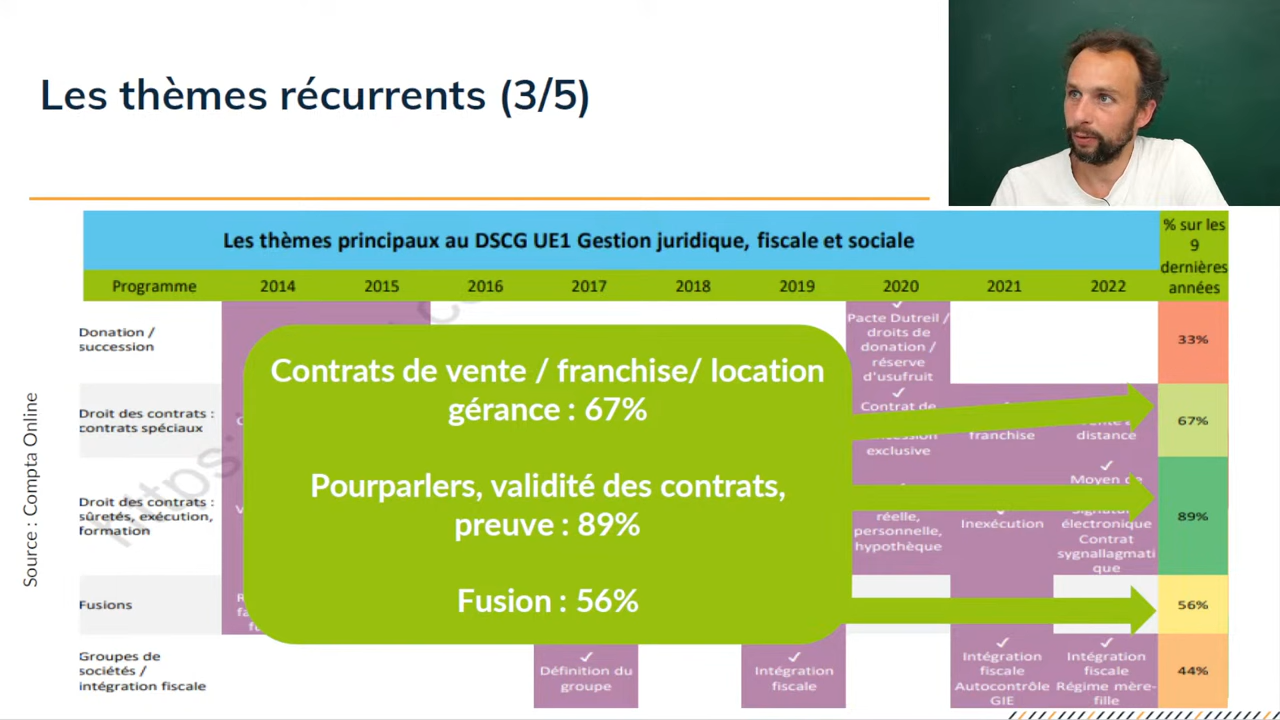 Les thèmes récurrents (3/5)
Les thèmes principaux au DSCG UE1 Gestion juridique, fiscale et sociale
% sur les
9
dernières
années
Programme 2014 2015 2016 2017 2018 2019 2020 2021 2022
Donation /
succession
Pacte Dutreil /
droits de
donation /
réserve
d'usufruit
33%
Droit des contrats :
contrats spéciaux
Contrat de
exclusive
franchise
distance
67%
Droit des contrats :
sûretés, exécution,
formation
réelle,
personnelle,
hypothèque
Inexécution
Moyen de
électronique
Contrat
synallagmati
que
89%
Fusions
56%
Groupes de
sociétés /
intégration fiscale
Définition du
groupe
Intégration
fiscale
Intégration
fiscale
Autocontrôle
GIE
Intégration
fiscale
Régime mère-
fille
44%
Contrats de vente / franchise/ location
gérance : 67%
Pourparlers, validité des contrats,
preuve : 89%
Fusion : 56%
Source : Compta Online
https: